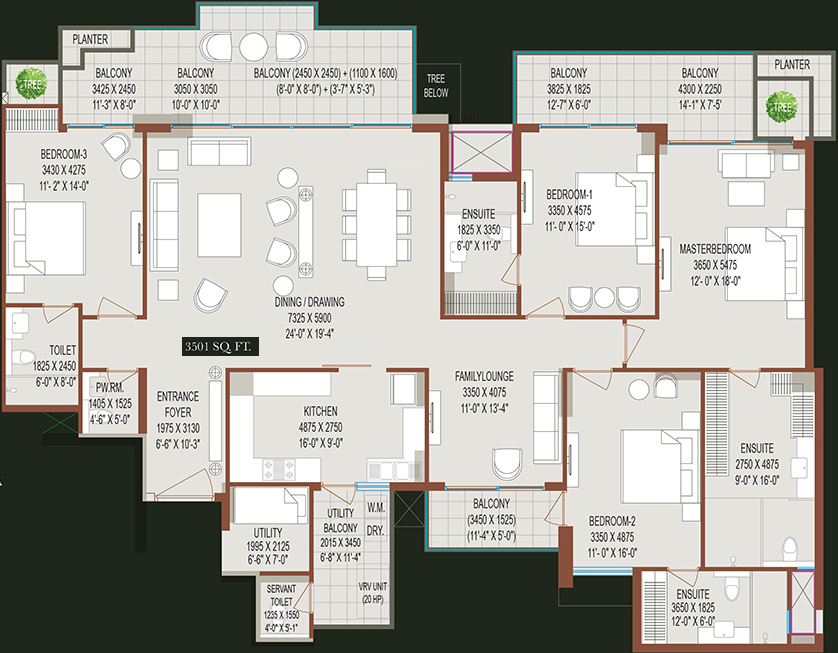 PLANTER
BALCONY
3425 X 2450
11'-3" X 8'-0"
BALCONY
3050 X 3050
10'-0" X 10'-0"
BALCONY (2450 X 2450) + (1100 X 1600)
(8'-0" X 8'-0") + (3'-7" X 5'-3")
TREE
TREE
BELOW
BALCONY
3825 X 1825
12'-7" X 6'-0"
BALCONY
4300 X 2250
14'-1" X 7'-5"
PLANTER
TREE
BEDROOM-3
3430 X 4275
11'- 2" X 14'-0"
DINING / DRAWING
7325 X 5900
24'-0" X 19'-4"
ENSUITE
1825 X 3350
6'-0" X 11'-0"
BEDROOM-1
3350 X 4575
11'- 0" X 15'-0"
MASTERBEDROOM
3650 X 5475
12'- 0" X 18'-0"
3501 SQ. FT.
TOILET
1825 X 2450
6'-0" X 8'-0"
PW.RM.
1405 X 1525
4'-6" X 5'-0"
ENTRANCE
FOYER
1975 X 3130
6'-6" X 10'-3"
KITCHEN
4875 X 2750
16'-0" X 9'-0"
FAMILYLOUNGE
3350 X 4075
11'-0" X 13'-4"
ENSUITE
2750 X 4875
9'-0" X 16'-0"
BALCONY
(3450 X 1525)
(11'-4" X 5'-0")
BEDROOM-2
3350 X 4875
11'- 0" X 16'-0"
UTILITY
1995 X 2125
6'-6" X 7'-0"
UTILITY
BALCONY
2015 X 3450
6'-8" X 11'-4"
W.M.
DRY.
VRV UNIT
(20 HP)
SERVANT
TOILET
1235 X 1550
4'-0" X 5'-1"
ENSUITE
3650 X 1825
12'-0" X 6'-0"